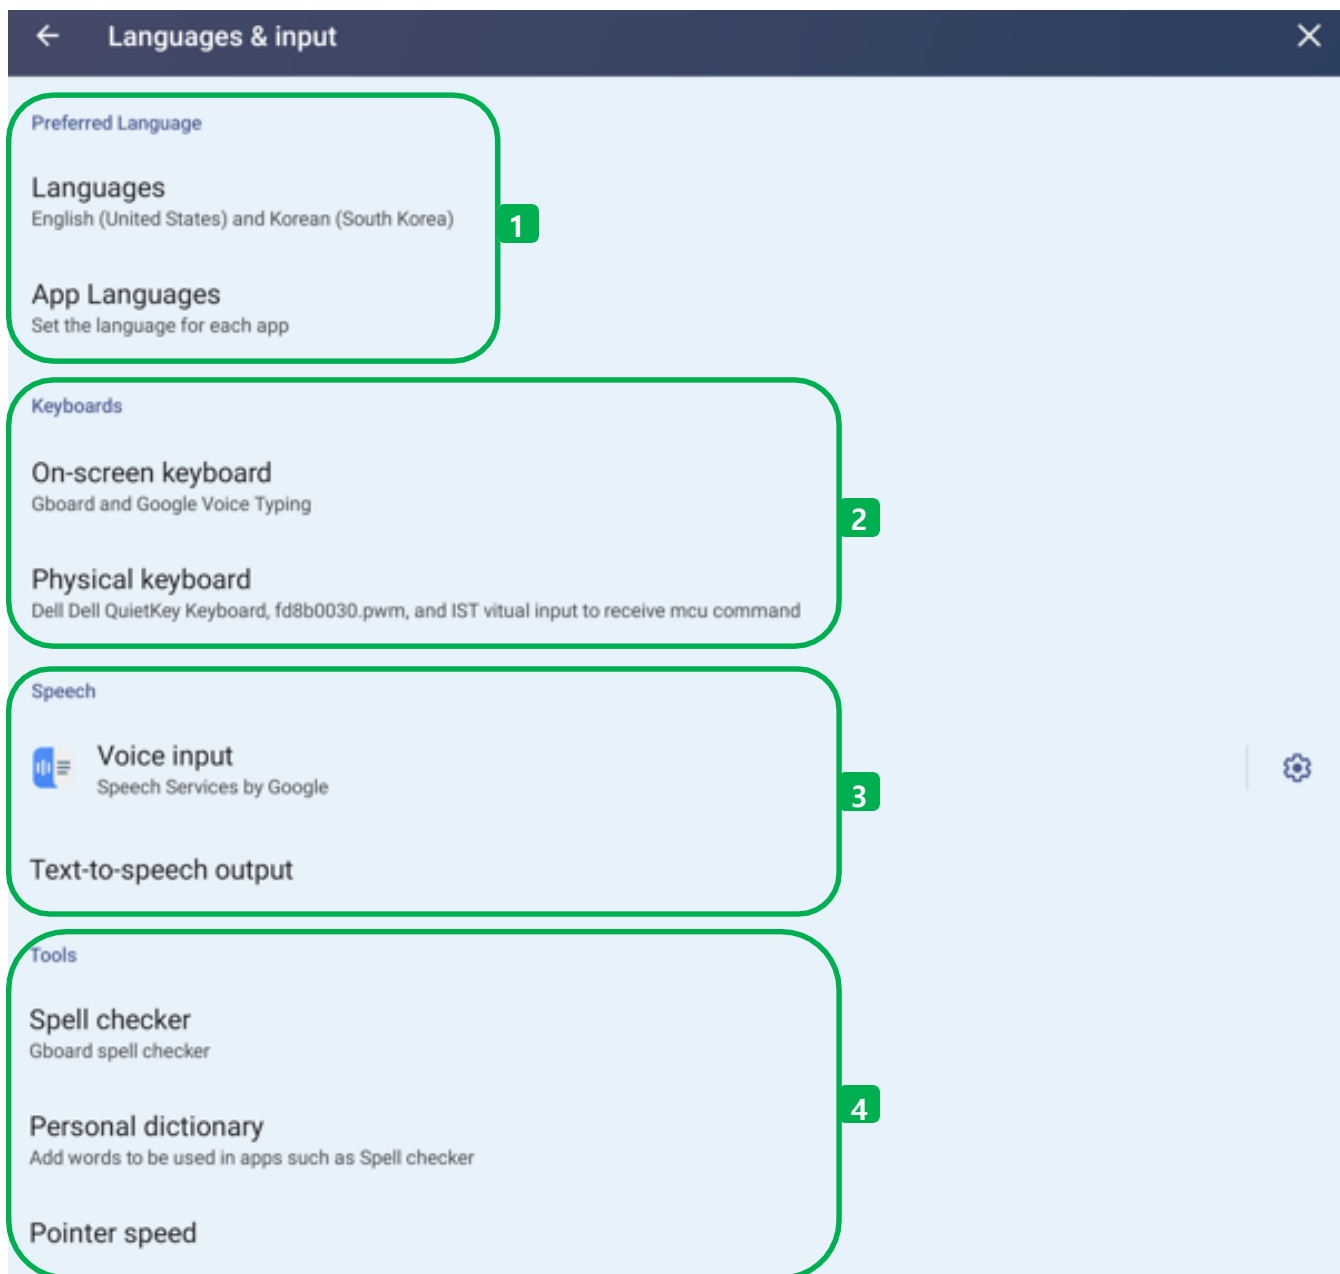 Languages & input
Preferred Language
Languages
English (United States) and Korean (South Korea)
1
App Languages
Set the language for each app
Keyboards
On-screen keyboard
Gboard and Google Voice Typing
2
Physical keyboard
Dell Dell QuietKey Keyboard, fd8b0030.pwm, and IST vitual input to receive mcu command
Speech
Voice input
Speech Services by Google
3
Text-to-speech output
Tools
Spell checker
Gboard spell checker
4
Personal dictionary
Add words to be used in apps such as Spell checker
Pointer speed